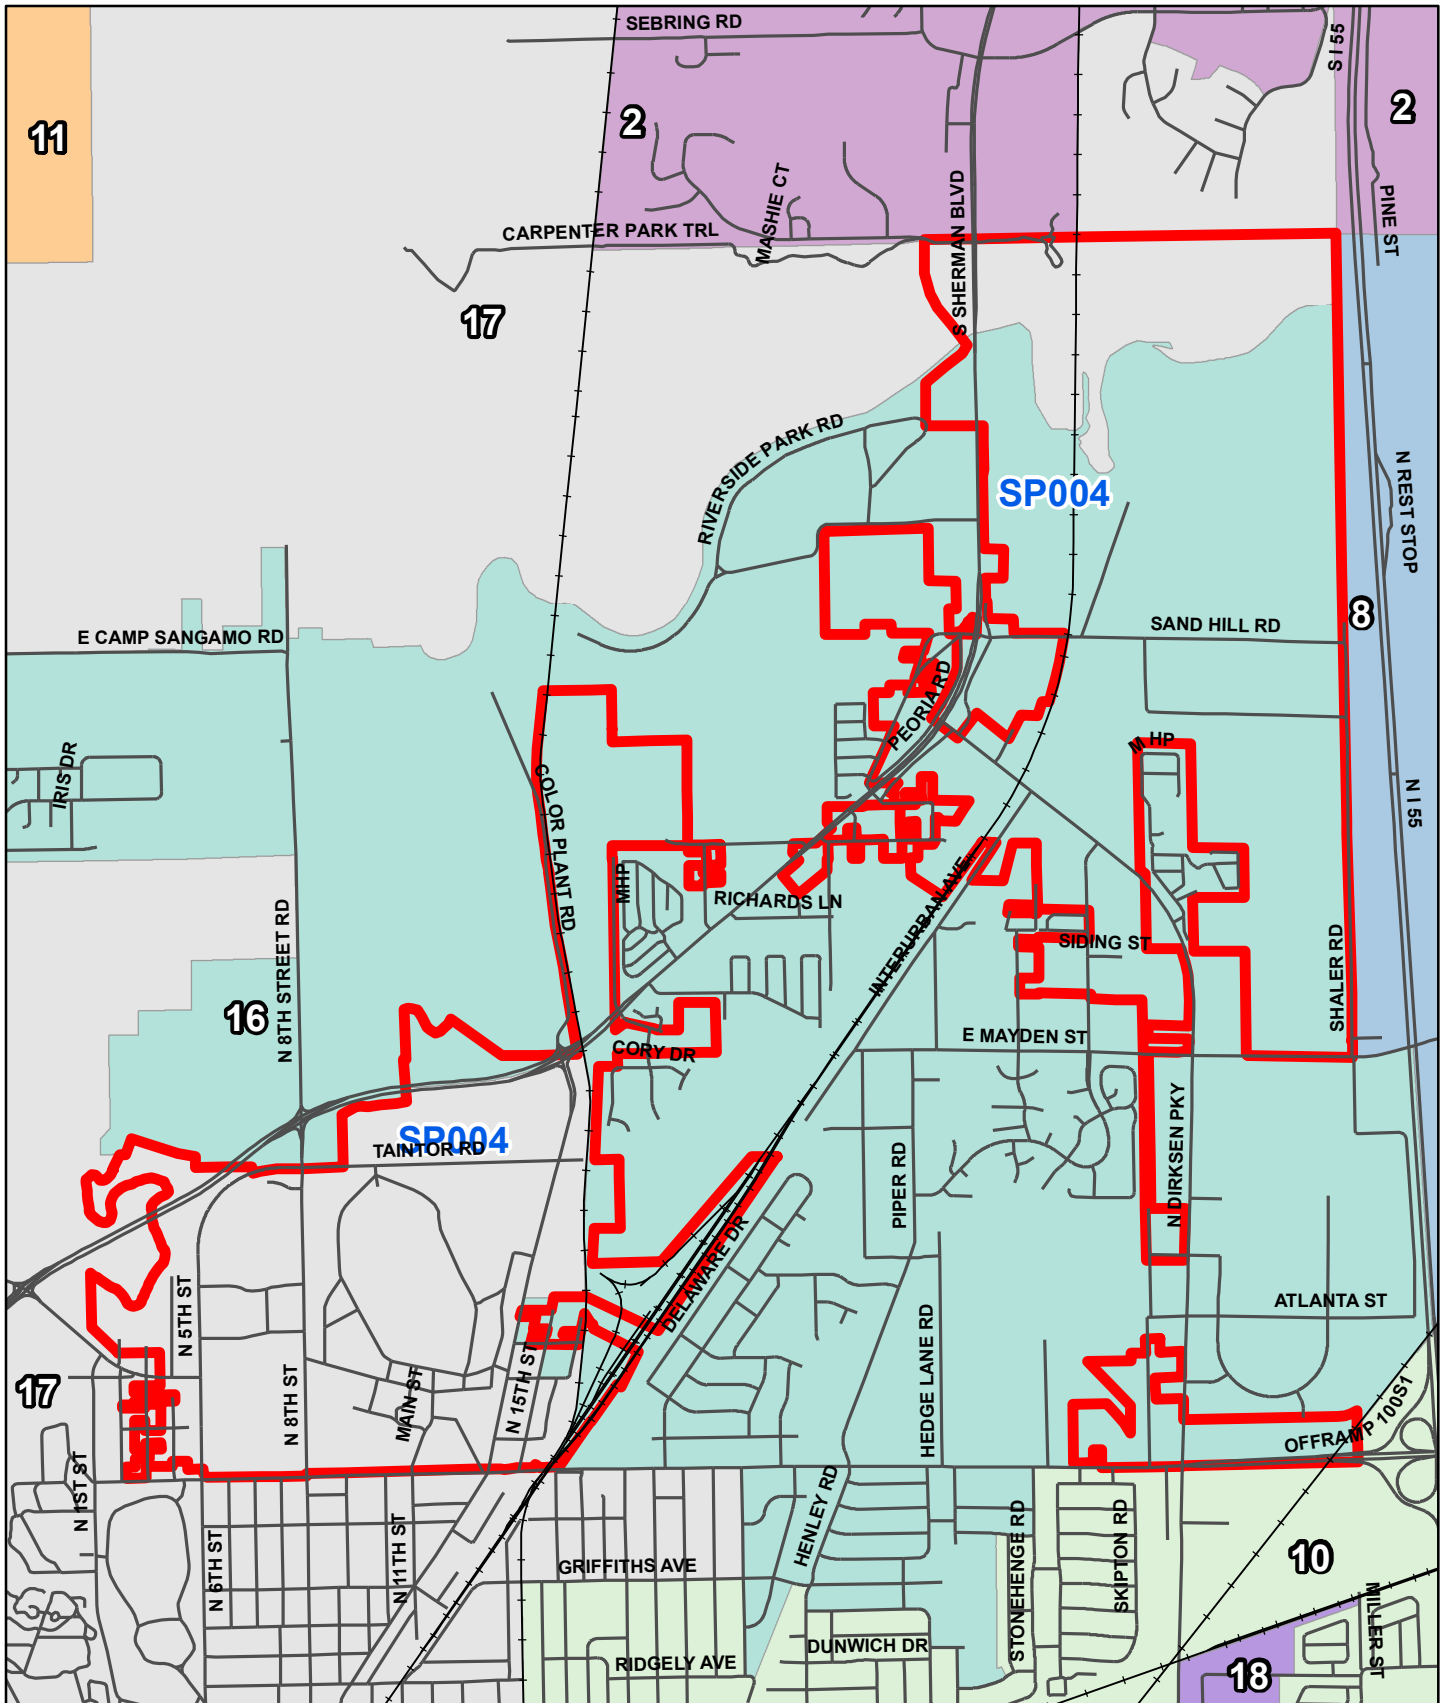 SEBRING RD
S I 55
11
2
2
MASHIE CT
S SHERMAN BLVD
PINE ST
CARPENTER PARK TRL
17
RIVERSIDE PARK RD
SP004
N REST STOP
8
E CAMP SANGAMO RD
SAND HILL RD
PEORIA RD
M HP
IRIS DR
COLOR PLANT RD
N I 55
MHP
RICHARDS LN
INTERURBAN AVE
SIDING ST
N 8TH STREET RD
16
SHALER RD
E MAYDEN ST
CORY DR
SP004
TAINTOR RD
N DIRKSEN PKY
PIPER RD
DELAWARE DR
N 5TH ST
ATLANTA ST
HEDGE LANE RD
17
N 8TH ST
MAIN ST
N 15TH ST
OFFRAMP 100S1
N 1ST ST
HENLEY RD
N 6TH ST
N 11TH ST
GRIFFITHS AVE
STONEHENGE RD
SKIPTON RD
10
MILLER ST
DUNWICH DR
RIDGELY AVE
18